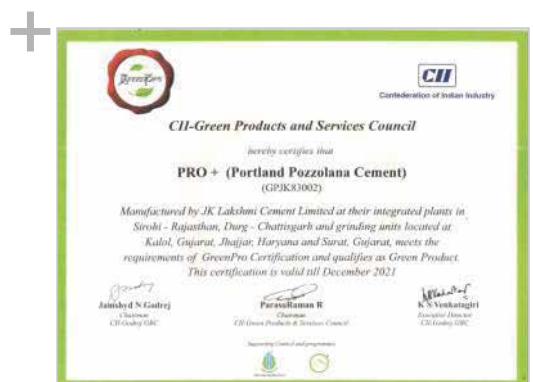 GreenPro
CII
Confederation of Indian Industry
CII-Green Products and Services Council
hereby certifies that
PRO + (Portland Pozzolana Cement)
(GPJK83002)
Manufactured by JK Lakshmi Cement Limited at their integrated plants in
Sirohi - Rajasthan, Durg - Chattisgarh and grinding units located at
Kalol, Gujarat, Jhajjar, Haryana and Surat, Gujarat, meets the
requirements of GreenPro Certification and qualifies as Green Product.
This certification is valid till December 2021
Jamshyd N Godrej
Chairman
CII-Godrej GBC
ParasuRaman R
Chairman
CII-Green Products & Services Council
K S Venkatagiri
Executive Director
CII-Godrej GBC